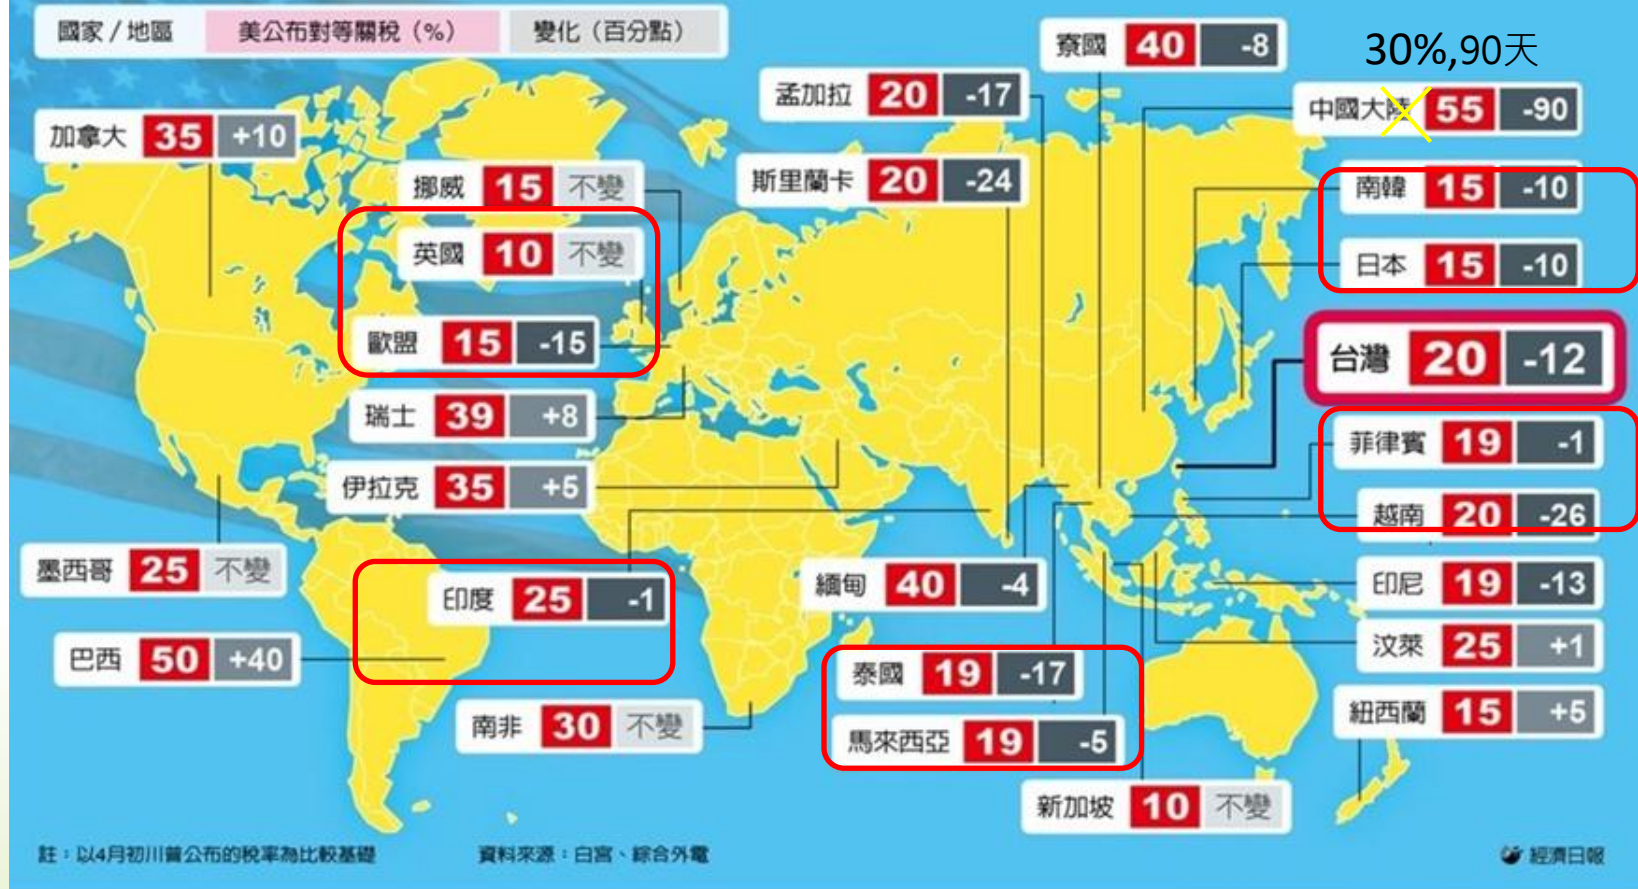 國家/地區 美公布對等關稅(%) 變化(百分點)
30%,90天
寮國 40 -8
孟加拉 20 -17
中國大陸 55 -90
加拿大 35 +10
挪威 15 不變
斯里蘭卡 20 -24
南韓 15 -10
英國 10 不變
日本 15 -10
歐盟 15 -15
台灣 20 -12
瑞士 39 +8
菲律賓 19 -1
伊拉克 35 +5
越南 20 -26
墨西哥 25 不變
印度 25 -1
緬甸 40 -4
印尼 19 -13
巴西 50 +40
汶萊 25 +1
泰國 19 -17
南非 30 不變
紐西蘭 15 +5
馬來西亞 19 -5
新加坡 10 不變
註:以4月初川普公布的稅率為比較基礎
資料來源:白宮、綜合外電
經濟日報